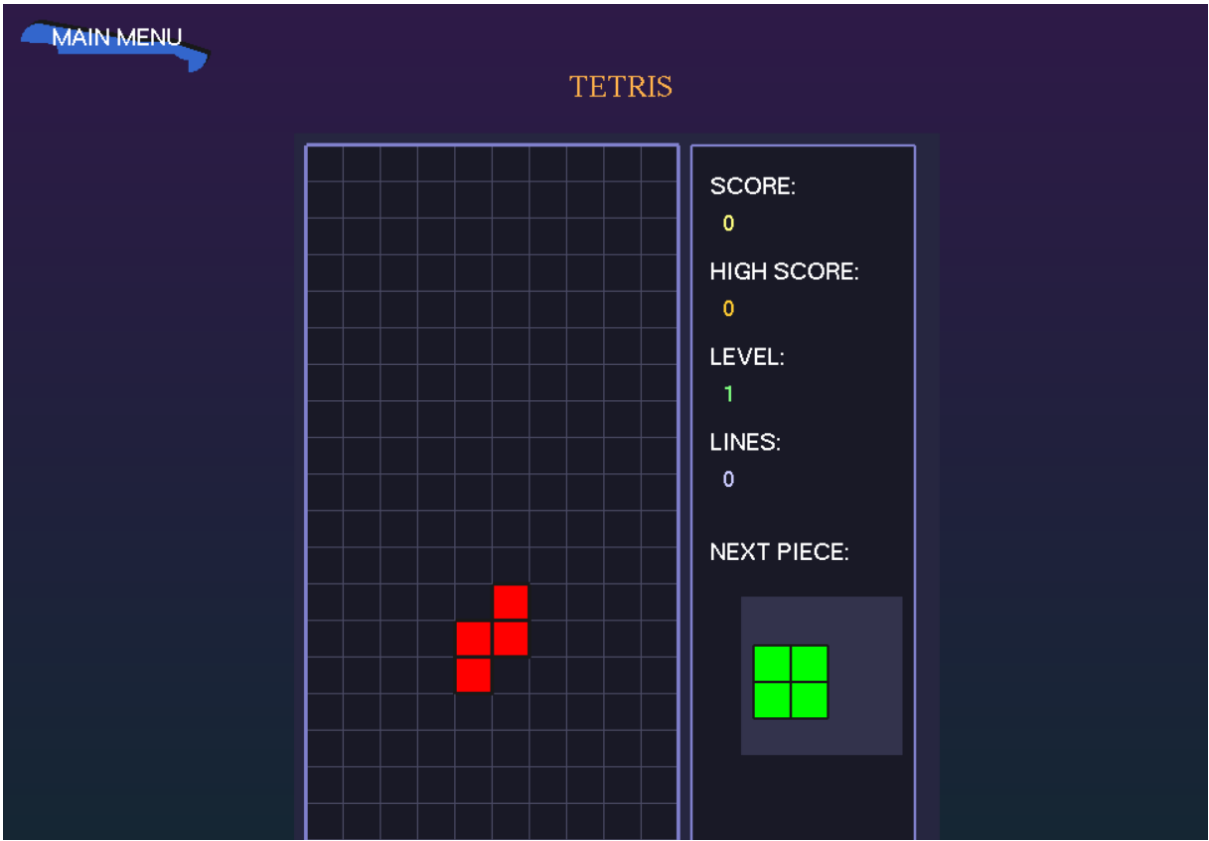 MAIN MENU
TETRIS
SCORE:
0
HIGH SCORE:
0
LEVEL:
1
LINES:
0
NEXT PIECE: